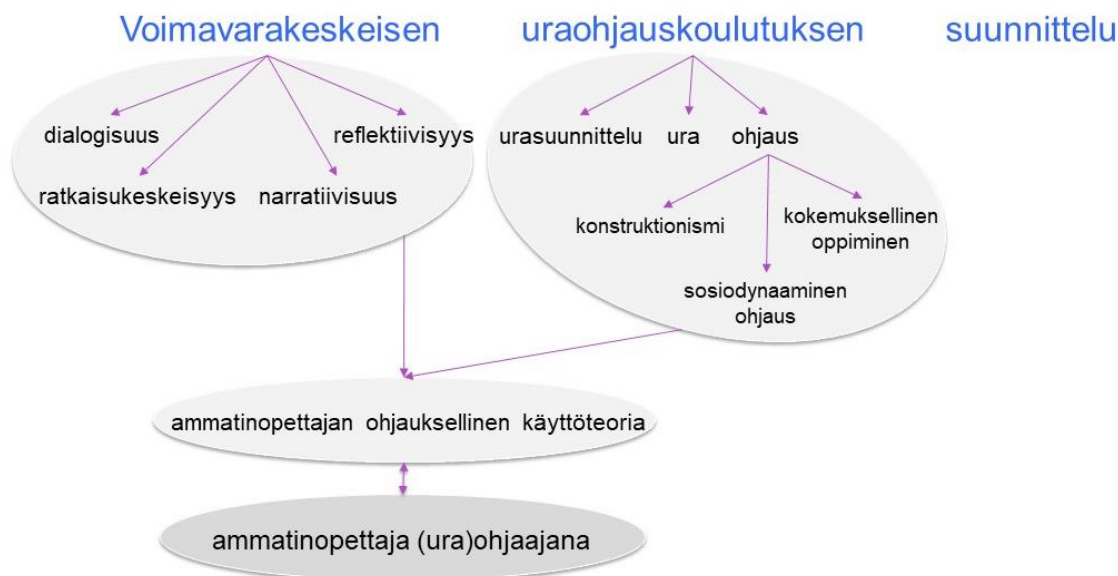 Voimavarakeskeisen uraohjauskoulutuksen suunnittelu
dialogisuus
reflektiivisyys
ratkaisukeskeisyys
narratiivisuus
urasuunnittelu
ura
ohjaus
konstruktionismi
kokemuksellinen
oppiminen
sosiodynaaminen
ohjaus
ammatinopettajan ohjauksellinen käyttöteoria
ammatinopettaja (ura)ohjaajana